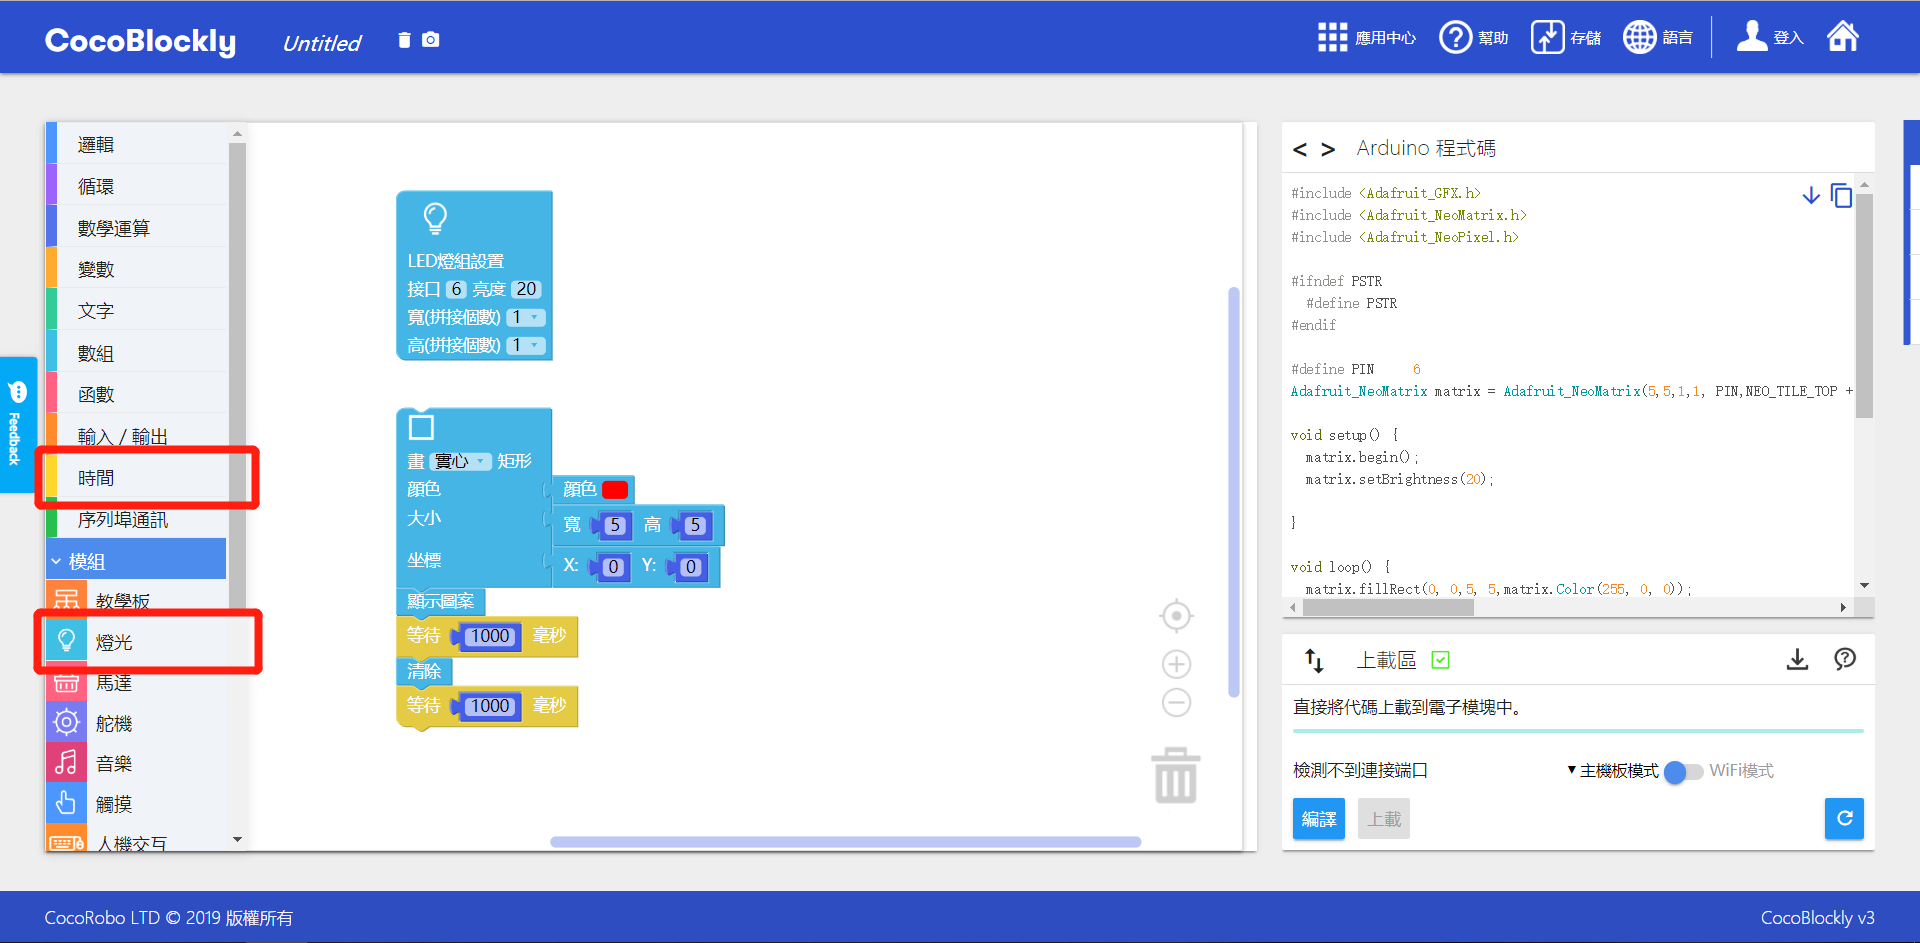 CocoBlockly
Untitled
應用中心
幫助
存儲
語言
登入
Feedback
邏輯
循環
數學運算
變數
文字
數組
函數
輸入 / 輸出
時間
序列埠通訊
模組
教學板
燈光
馬達
舵機
音樂
觸摸
人機交互
LED燈組設置
接口 6 亮度 20
寬(拼接個數) 1
高(拼接個數) 1
畫 實心 矩形
顏色 顏色
大小 寬 5 高 5
坐標 X: 0 Y: 0
顯示圖案
等待 1000 毫秒
清除
等待 1000 毫秒
< > Arduino 程式碼
#include <Adafruit_GFX.h>
#include <Adafruit_NeoMatrix.h>
#include <Adafruit_NeoPixel.h>
#ifndef PSTR
#define PSTR
#endif
#define PIN 6
Adafruit_NeoMatrix matrix = Adafruit_NeoMatrix(5,5,1,1, PIN,NEO_TILE_TOP +
void setup() {
matrix.begin();
matrix.setBrightness(20);
}
void loop() {
matrix.fillRect(0, 0,5, 5,matrix.Color(255, 0, 0));
上載區
直接將代碼上載到電子模塊中。
檢測不到連接端口
▼主機板模式 WiFi模式
編譯
上載
CocoRobo LTD © 2019 版權所有
CocoBlockly v3